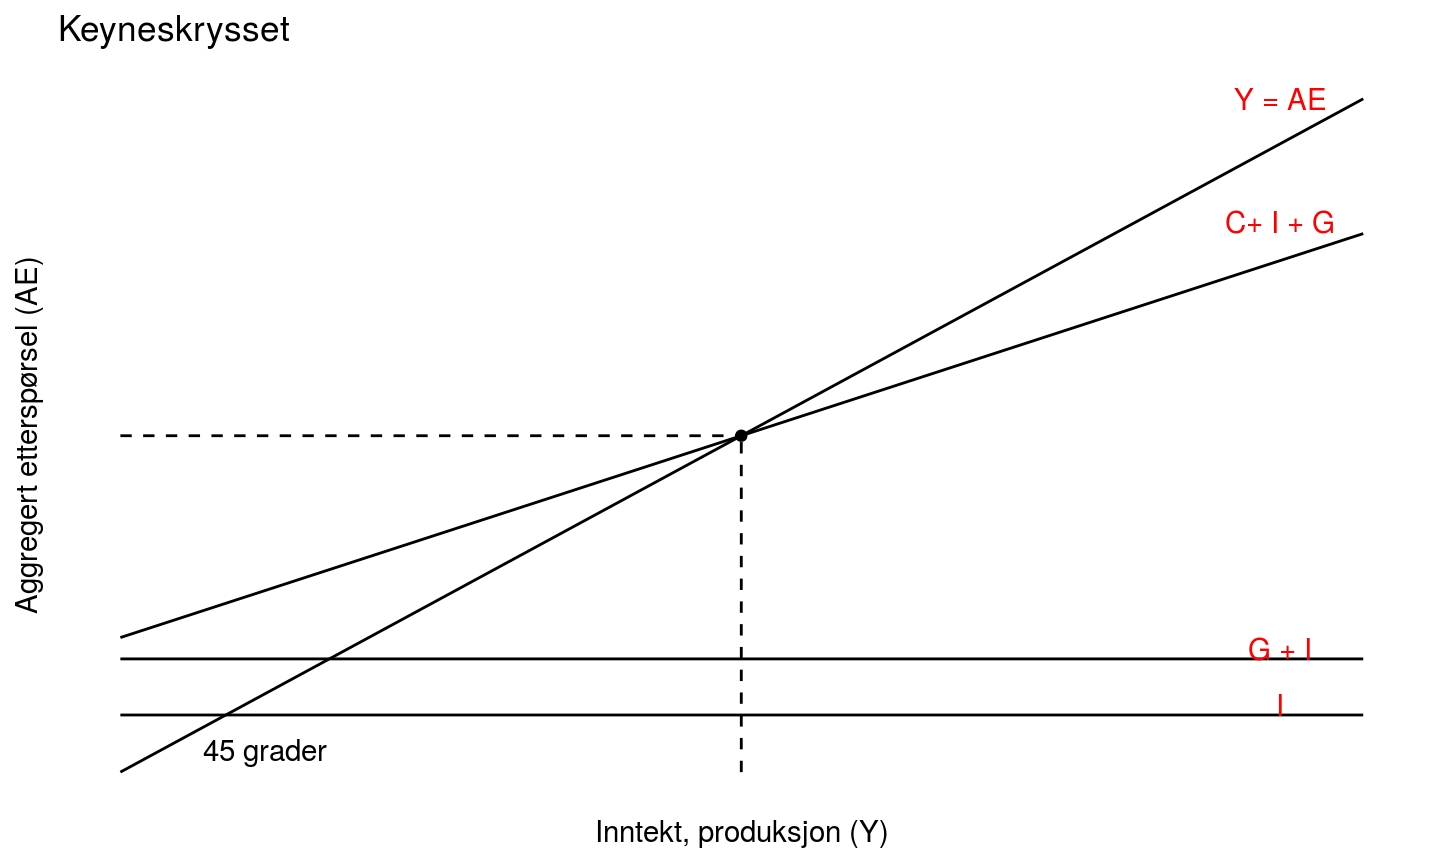 Keyneskrysset
Y = AE
C+ I + G
Aggregert etterspørsel (AE)
G + I
I
45 grader
Inntekt, produksjon (Y)